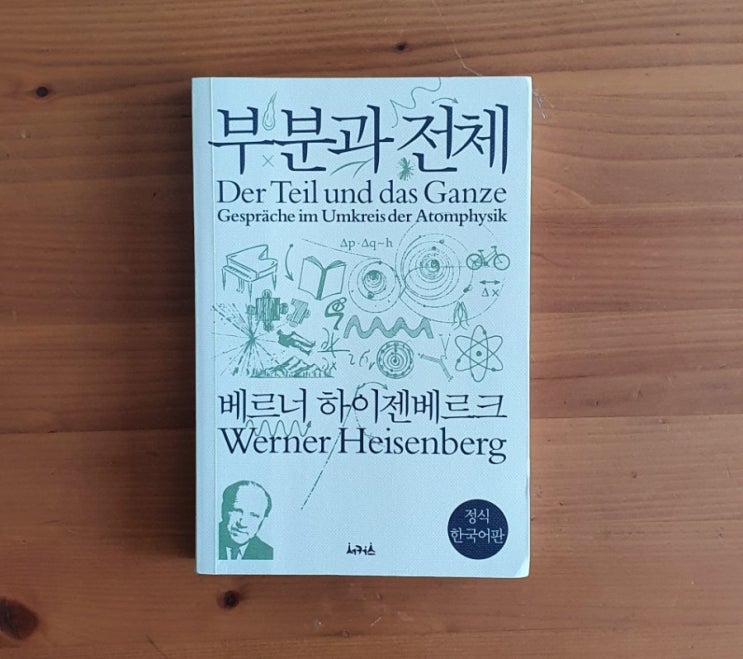 부분과 전체
Der Teil und das Ganze
Gespräche im Umkreis der Atomphysik
Δp·Δq~h
Δx
베르너 하이젠베르크
Werner Heisenberg
정식
한국어판
서커스